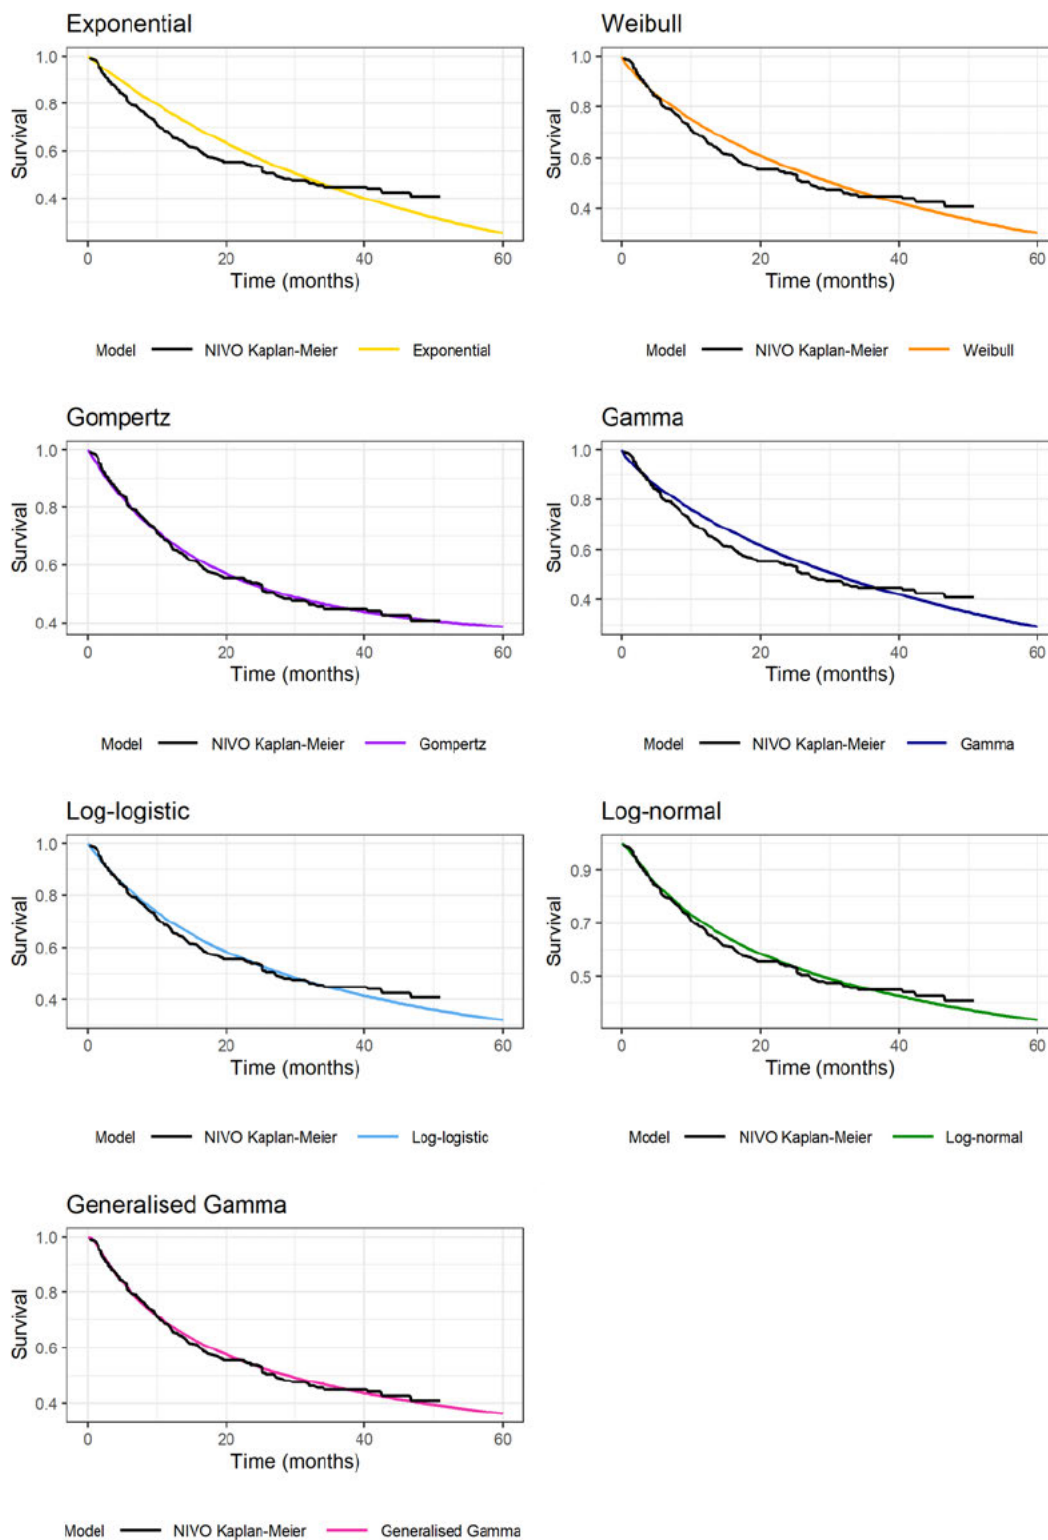 Exponential
Survival
1.0
0.8
0.6
0.4
0 20 40 60
Time (months)
Model NIVO Kaplan-Meier Exponential
Weibull
Survival
1.0
0.8
0.6
0.4
0 20 40 60
Time (months)
Model NIVO Kaplan-Meier Weibull
Gompertz
Survival
1.0
0.8
0.6
0.4
0 20 40 60
Time (months)
Model NIVO Kaplan-Meier Gompertz
Gamma
Survival
1.0
0.8
0.6
0.4
0 20 40 60
Time (months)
Model NIVO Kaplan-Meier Gamma
Log-logistic
Survival
1.0
0.8
0.6
0.4
0 20 40 60
Time (months)
Model NIVO Kaplan-Meier Log-logistic
Log-normal
Survival
0.9
0.7
0.5
0 20 40 60
Time (months)
Model NIVO Kaplan-Meier Log-normal
Generalised Gamma
Survival
1.0
0.8
0.6
0.4
0 20 40 60
Time (months)
Model NIVO Kaplan-Meier Generalised Gamma